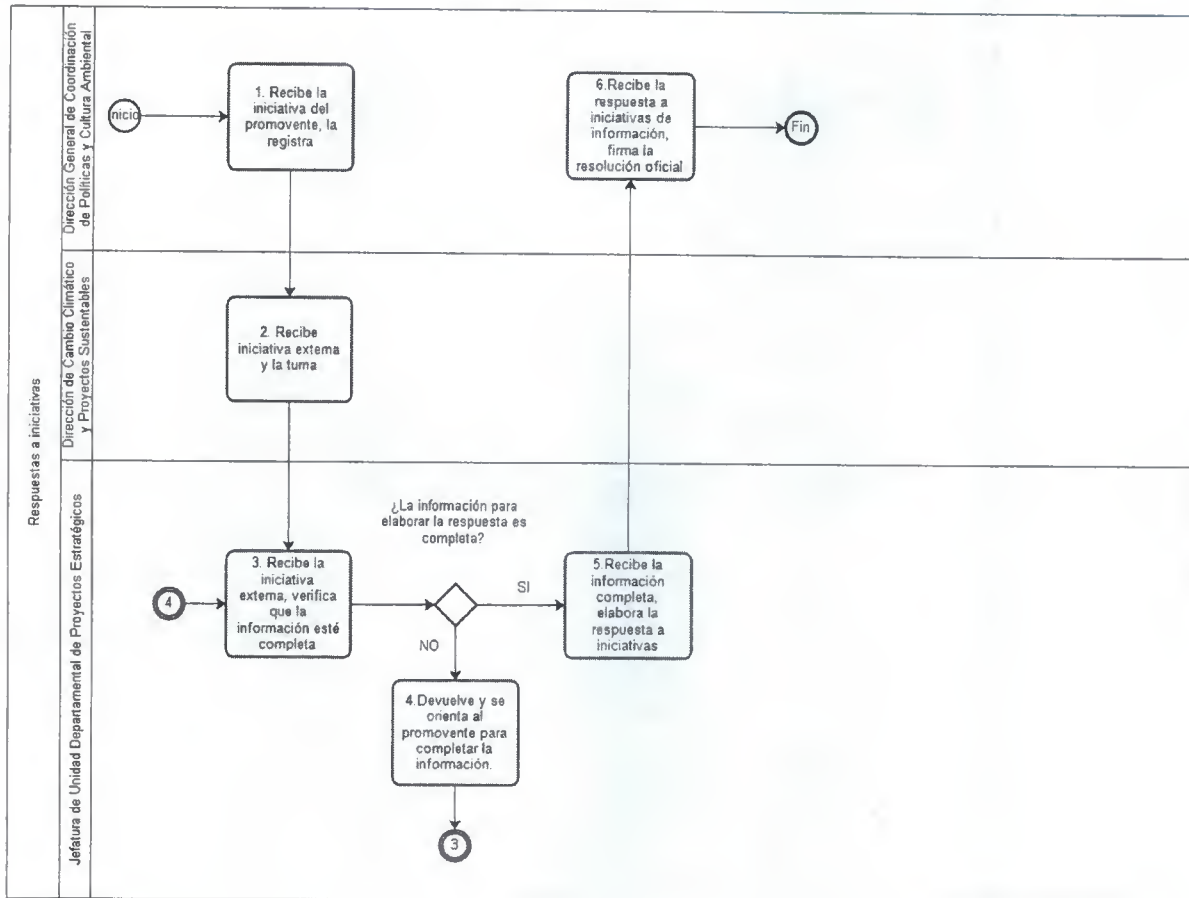 Respuestas a iniciativas
Dirección General de Coordinación
de Políticas y Cultura Ambiental
Inicio
1. Recibe la
iniciativa del
promovente, la
registra
6.Recibe la
respuesta a
iniciativas de
información,
firma la
resolución oficial
Fin
Dirección de Cambio Climático
y Proyectos Sustentables
2. Recibe
iniciativa externa
y la turna
Jefatura de Unidad Departamental de Proyectos Estratégicos
¿La información para
elaborar la respuesta es
completa?
4
3. Recibe la
iniciativa
externa, verifica
que la
información esté
completa
SI
NO
5.Recibe la
información
completa,
elabora la
respuesta a
iniciativas
4.Devuelve y se
orienta al
promovente para
completar la
información.
3